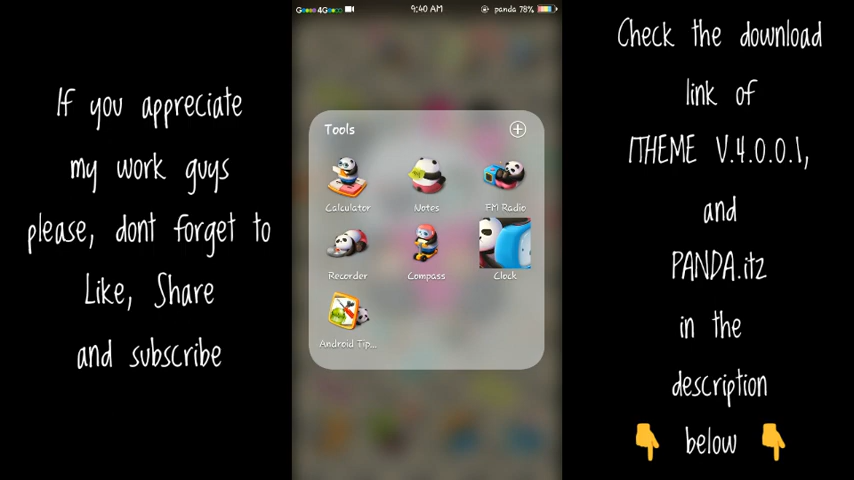 If you appreciate
my work guys
please, dont forget to
Like, Share
and subscribe
9:40 AM
panda 78%
Tools
Calculator
Notes
FM Radio
Recorder
Compass
Clock
Android Tip...
Check the download
link of
ITHEME V.4.0.0.1,
and
PANDA.itz
in the
description
👇 below 👇